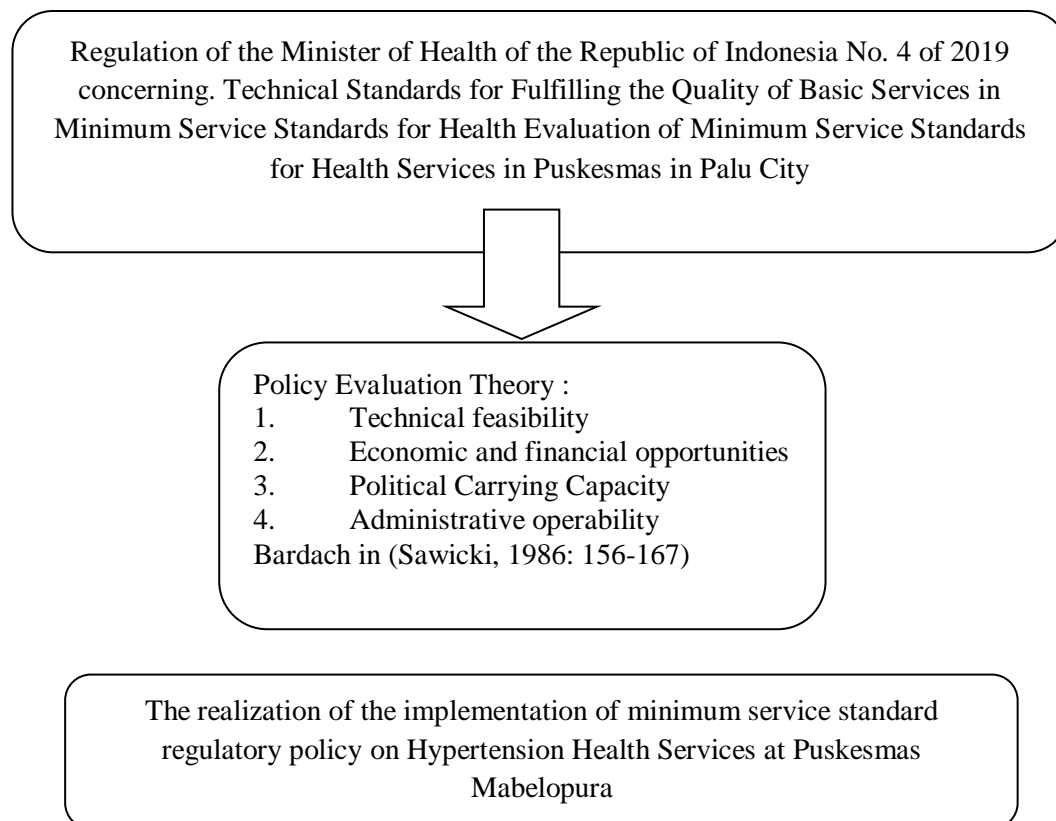 Regulation of the Minister of Health of the Republic of Indonesia No. 4 of 2019
concerning. Technical Standards for Fulfilling the Quality of Basic Services in
Minimum Service Standards for Health Evaluation of Minimum Service Standards
for Health Services in Puskesmas in Palu City
Policy Evaluation Theory :
1. Technical feasibility
2. Economic and financial opportunities
3. Political Carrying Capacity
4. Administrative operability
Bardach in (Sawicki, 1986: 156-167)
The realization of the implementation of minimum service standard
regulatory policy on Hypertension Health Services at Puskesmas
Mabelopura